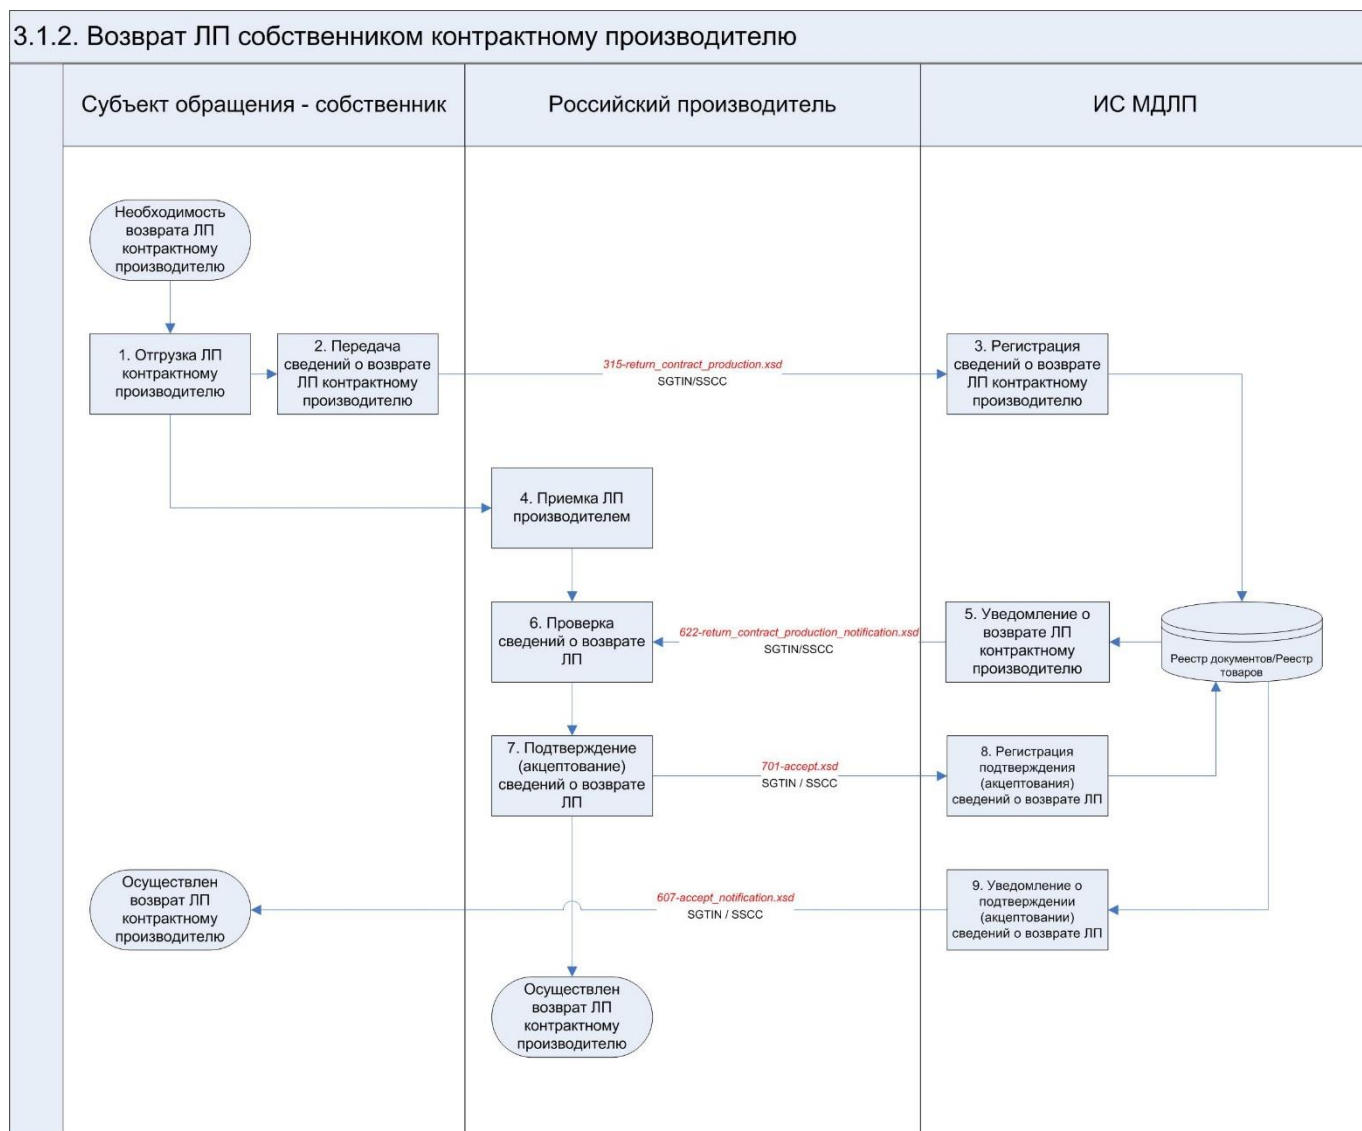 3.1.2. Возврат ЛП собственником контрактному производителю
Субъект обращения - собственник
Российский производитель
ИС МДЛП
Необходимость
возврата ЛП
контрактному
производителю
1. Отгрузка ЛП
контрактному
производителю
2. Передача
сведений о возврате
ЛП контрактному
производителю
315-return_contract_production.xsd
SGTIN/SSCC
3. Регистрация
сведений о возврате
ЛП контрактному
производителю
4. Приемка ЛП
производителем
6. Проверка
сведений о возврате
ЛП
622-return_contract_production_notification.xsd
SGTIN/SSCC
5. Уведомление о
возврате ЛП
контрактному
производителю
Реестр документов/Реестр
товаров
7. Подтверждение
(акцептование)
сведений о возврате
ЛП
701-accept.xsd
SGTIN / SSCC
8. Регистрация
подтверждения
(акцептования)
сведений о возврате ЛП
Осуществлен
возврат ЛП
контрактному
производителю
607-accept_notification.xsd
SGTIN / SSCC
9. Уведомление о
подтверждении
(акцептовании)
сведений о возврате ЛП
Осуществлен
возврат ЛП
контрактному
производителю